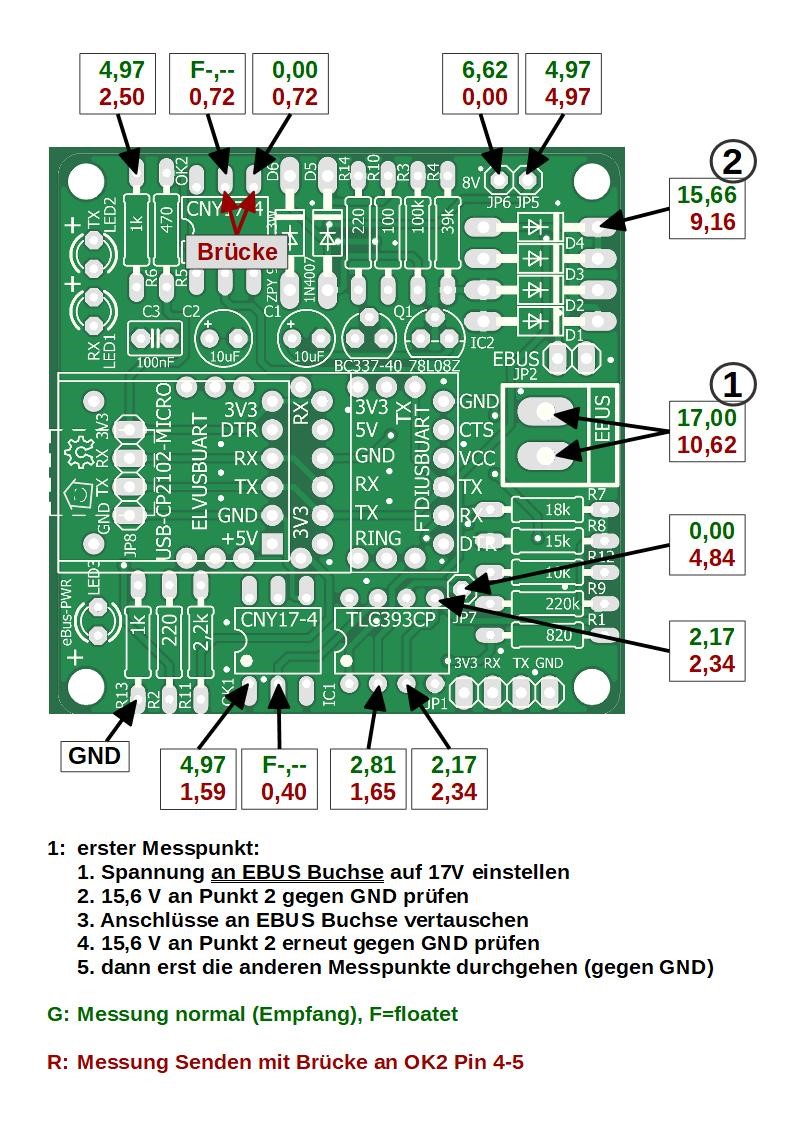 4,97 F-,-- 0,00 6,62 4,97
2,50 0,72 0,72 0,00 4,97
2
15,66
9,16
OK2 D6 D5 R14 R10 R3 R4 8V
JP6 JP5
TX LED2 1k 470 220 100 100k 39k
Brücke
D4
D3
D2
D1
R6 R5 1N4007
C3 C2 C1 Q1
100nF 10uF 10uF BC337-40 78L08Z IC2
RX LED1
EBUS
JP2
1
17,00
10,62
EBUS
3V3 RX 3V3 TX GND
DTR 5V CTS
RX GND VCC
TX RX TX
GND TX RX
+5V 3V3 RING DTR
3V3 RX TX GND
JP8
USB-CP2102-MICRO
ELVUSBUART
FTDIUSBUART
R7
18k
R8
15k
R12
10k
R9
220k
R1
820
0,00
4,84
2,17
2,34
LED3
eBus-PWR
1k 220 2,2k
CNY17-4 TLC393CP JP7
3V3 RX TX GND
R13 R2 R11 OK1 IC1 JP1
GND
4,97 F-,-- 2,81 2,17
1,59 0,40 1,65 2,34
1: erster Messpunkt:
1. Spannung an EBUS Buchse auf 17V einstellen
2. 15,6 V an Punkt 2 gegen GND prüfen
3. Anschlüsse an EBUS Buchse vertauschen
4. 15,6 V an Punkt 2 erneut gegen GND prüfen
5. dann erst die anderen Messpunkte durchgehen (gegen GND)
G: Messung normal (Empfang), F=floatet
R: Messung Senden mit Brücke an OK2 Pin 4-5